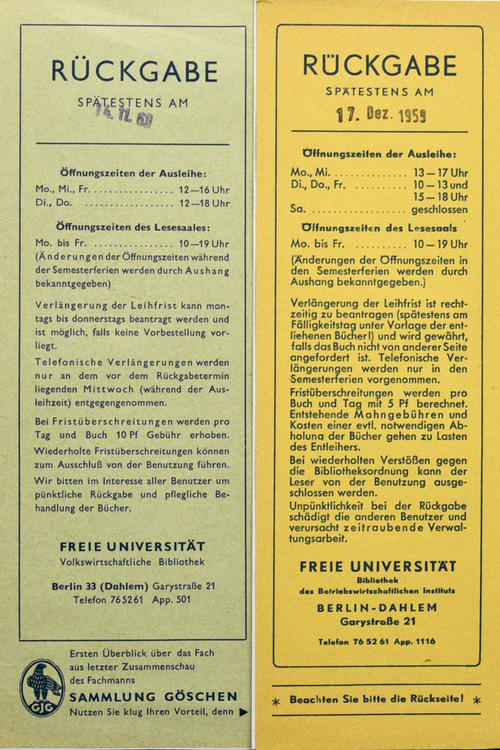 RÜCKGABE
SPÄTESTENS AM
14. 11. 69
Öffnungszeiten der Ausleihe:
Mo., Mi., Fr. . . . . . . . . . . . . . . . 12—16 Uhr
Di., Do. . . . . . . . . . . . . . . . . 12—18 Uhr
Öffnungszeiten des Lesesaales:
Mo. bis Fr. . . . . . . . . . . . . . . . 10—19 Uhr
(Änderungen der Öffnungszeiten während
der Semesterferien werden durch Aushang
bekanntgegeben)
Verlängerung der Leihfrist kann mon-
tags bis donnerstags beantragt werden und
ist möglich, falls keine Vorbestellung vor-
liegt.
Telefonische Verlängerungen werden
nur an dem vor dem Rückgabetermin
liegenden Mittwoch (während der Aus-
leihzeit) entgegengenommen.
Bei Fristüberschreitungen werden pro
Tag und Buch 10 Pf Gebühr erhoben.
Wiederholte Fristüberschreitungen können
zum Ausschluß von der Benutzung führen.
Wir bitten im Interesse aller Benutzer um
pünktliche Rückgabe und pflegliche Be-
handlung der Bücher.
FREIE UNIVERSITÄT
Volkswirtschaftliche Bibliothek
Berlin 33 (Dahlem) Garystraße 21
Telefon 765261 App. 501
Ersten Überblick über das Fach
aus letzter Zusammenschau
des Fachmanns
SAMMLUNG GÖSCHEN
Nutzen Sie klug Ihren Vorteil, denn ▶
GJG
RÜCKGABE
SPÄTESTENS AM
17. Dez. 1959
Öffnungszeiten der Ausleihe:
Mo., Mi. . . . . . . . . . . . . . . 13—17 Uhr
Di., Do., Fr. . . . . . . . . . . . 10—13 und
15—18 Uhr
Sa. . . . . . . . . . . . . . . . . . . geschlossen
Öffnungszeiten des Lesesaals
Mo. bis Fr. . . . . . . . . . . . . 10—19 Uhr
(Änderungen der Öffnungszeiten in
den Semesterferien werden durch
Aushang bekanntgegeben.)
Verlängerung der Leihfrist ist recht-
zeitig zu beantragen (spätestens am
Fälligkeitstag unter Vorlage der ent-
liehenen Bücher!) und wird gewährt,
falls das Buch nicht von anderer Seite
angefordert ist. Telefonische Ver-
längerungen werden nur in den
Semesterferien vorgenommen.
Fristüberschreitungen werden pro
Buch und Tag mit 5 Pf berechnet.
Entstehende Mahngebühren und
Kosten einer evtl. notwendigen Ab-
holung der Bücher gehen zu Lasten
des Entleihers.
Bei wiederholten Verstößen gegen
die Bibliotheksordnung kann der
Leser von der Benutzung ausge-
schlossen werden.
Unpünktlichkeit bei der Rückgabe
schädigt die anderen Benutzer und
verursacht zeitraubende Verwal-
tungsarbeit.
FREIE UNIVERSITÄT
Bibliothek
des Betriebswirtschaftlichen Instituts
BERLIN-DAHLEM
Garystraße 21
Telefon 76 52 61 App. 1116
* Beachten Sie bitte die Rückseite! *